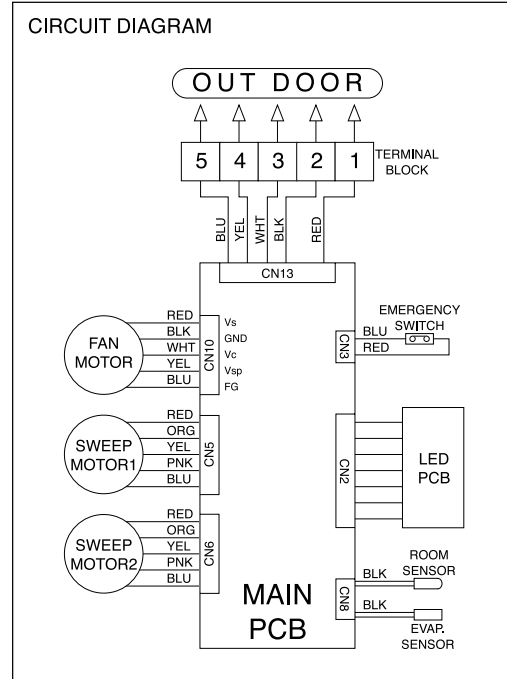 CIRCUIT DIAGRAM
OUT DOOR
5 4 3 2 1
TERMINAL
BLOCK
BLU YEL WHT BLK RED
CN13
FAN
MOTOR
RED
BLK
WHT
YEL
BLU
CN10
Vs
GND
Vc
Vsp
FG
EMERGENCY
SWITCH
BLU
RED
CN3
SWEEP
MOTOR1
RED
ORG
YEL
PNK
BLU
CN5
CN2
LED
PCB
SWEEP
MOTOR2
RED
ORG
YEL
PNK
BLU
CN6
MAIN
PCB
CN8
BLK
ROOM
SENSOR
BLK
EVAP.
SENSOR